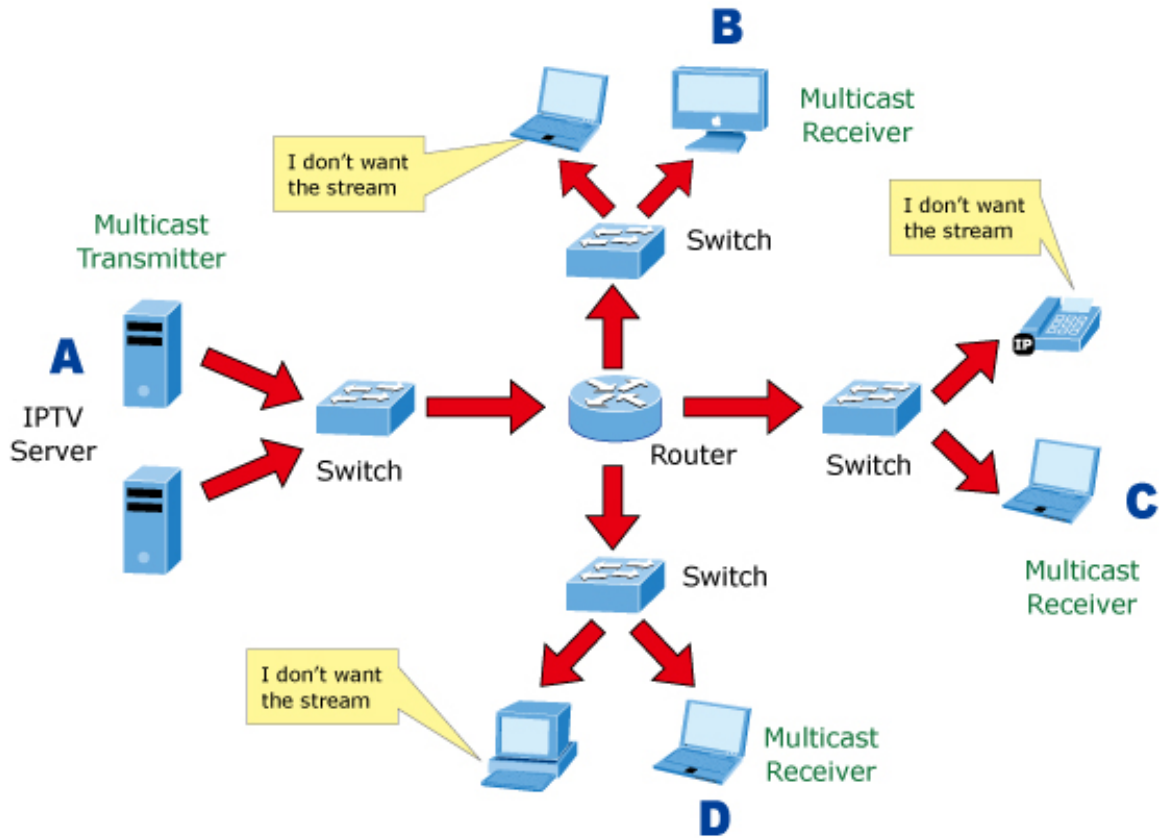 B
Multicast
Receiver
I don't want
the stream
Switch
I don't want
the stream
Multicast
Transmitter
A
IPTV
Server
Switch
Router
Switch
IP
C
Multicast
Receiver
Switch
I don't want
the stream
Multicast
Receiver
D